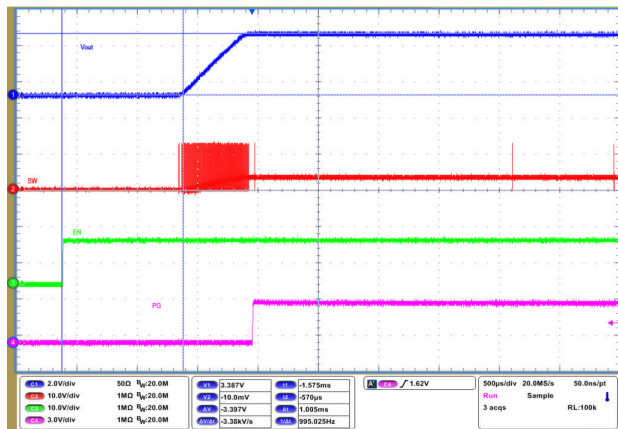 Vout
1
SW
2
EN
3
PG
4
C1 2.0V/div 50Ω BW:20.0M
C2 10.0V/div 1MΩ BW:20.0M
C3 10.0V/div 1MΩ BW:20.0M
C4 3.0V/div 1MΩ BW:20.0M
V1 3.387V t1 -1.575ms
V2 -10.0mV t2 -570µs
ΔV -3.397V Δt 1.005ms
ΔV/Δt -3.38kV/s 1/Δt 995.025Hz
A' C4 1.62V
500µs/div 20.0MS/s 50.0ns/pt
Run Sample
3 acqs RL:100k